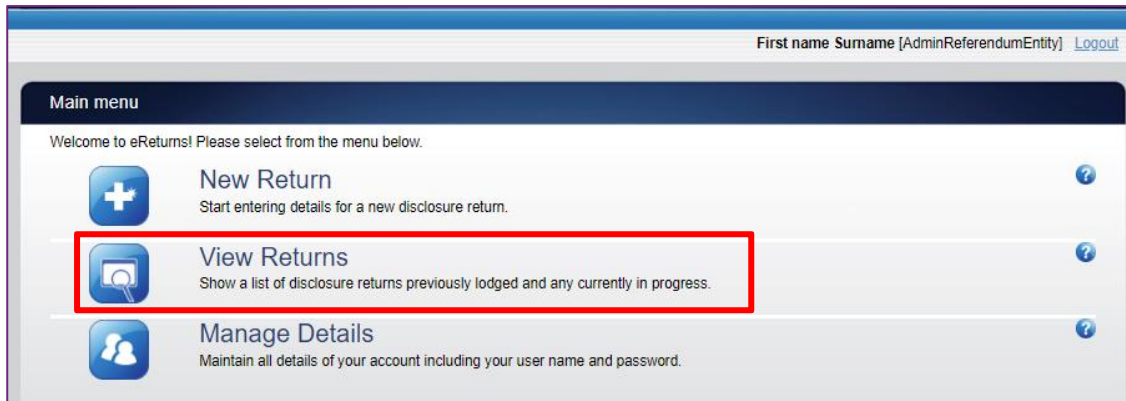 First name Surname [AdminReferendumEntity] Logout
Main menu
Welcome to eReturns! Please select from the menu below.
New Return
Start entering details for a new disclosure return.
View Returns
Show a list of disclosure returns previously lodged and any currently in progress.
Manage Details
Maintain all details of your account including your user name and password.